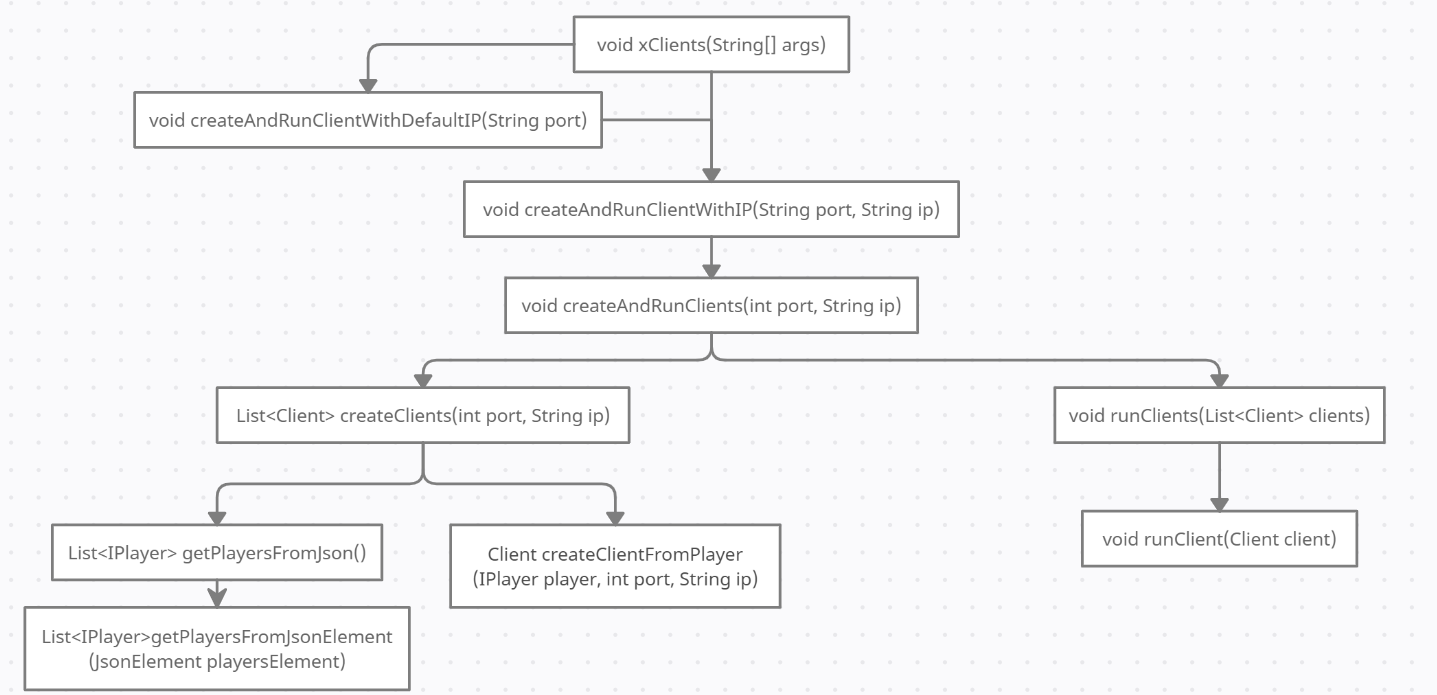 void xClients(String[] args)
void createAndRunClientWithDefaultIP(String port)
void createAndRunClientWithIP(String port, String ip)
void createAndRunClients(int port, String ip)
List<Client> createClients(int port, String ip)
void runClients(List<Client> clients)
List<IPlayer> getPlayersFromJson()
Client createClientFromPlayer
(IPlayer player, int port, String ip)
void runClient(Client client)
List<IPlayer>getPlayersFromJsonElement
(JsonElement playersElement)